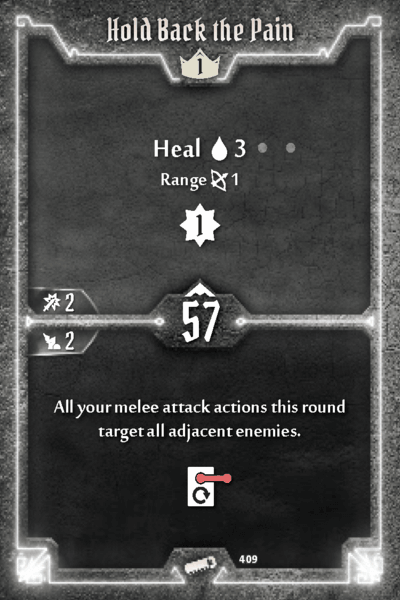 Hold Back the Pain
1
Heal 3
Range 1
1
2
57
2
All your melee attack actions this round
target all adjacent enemies.
409